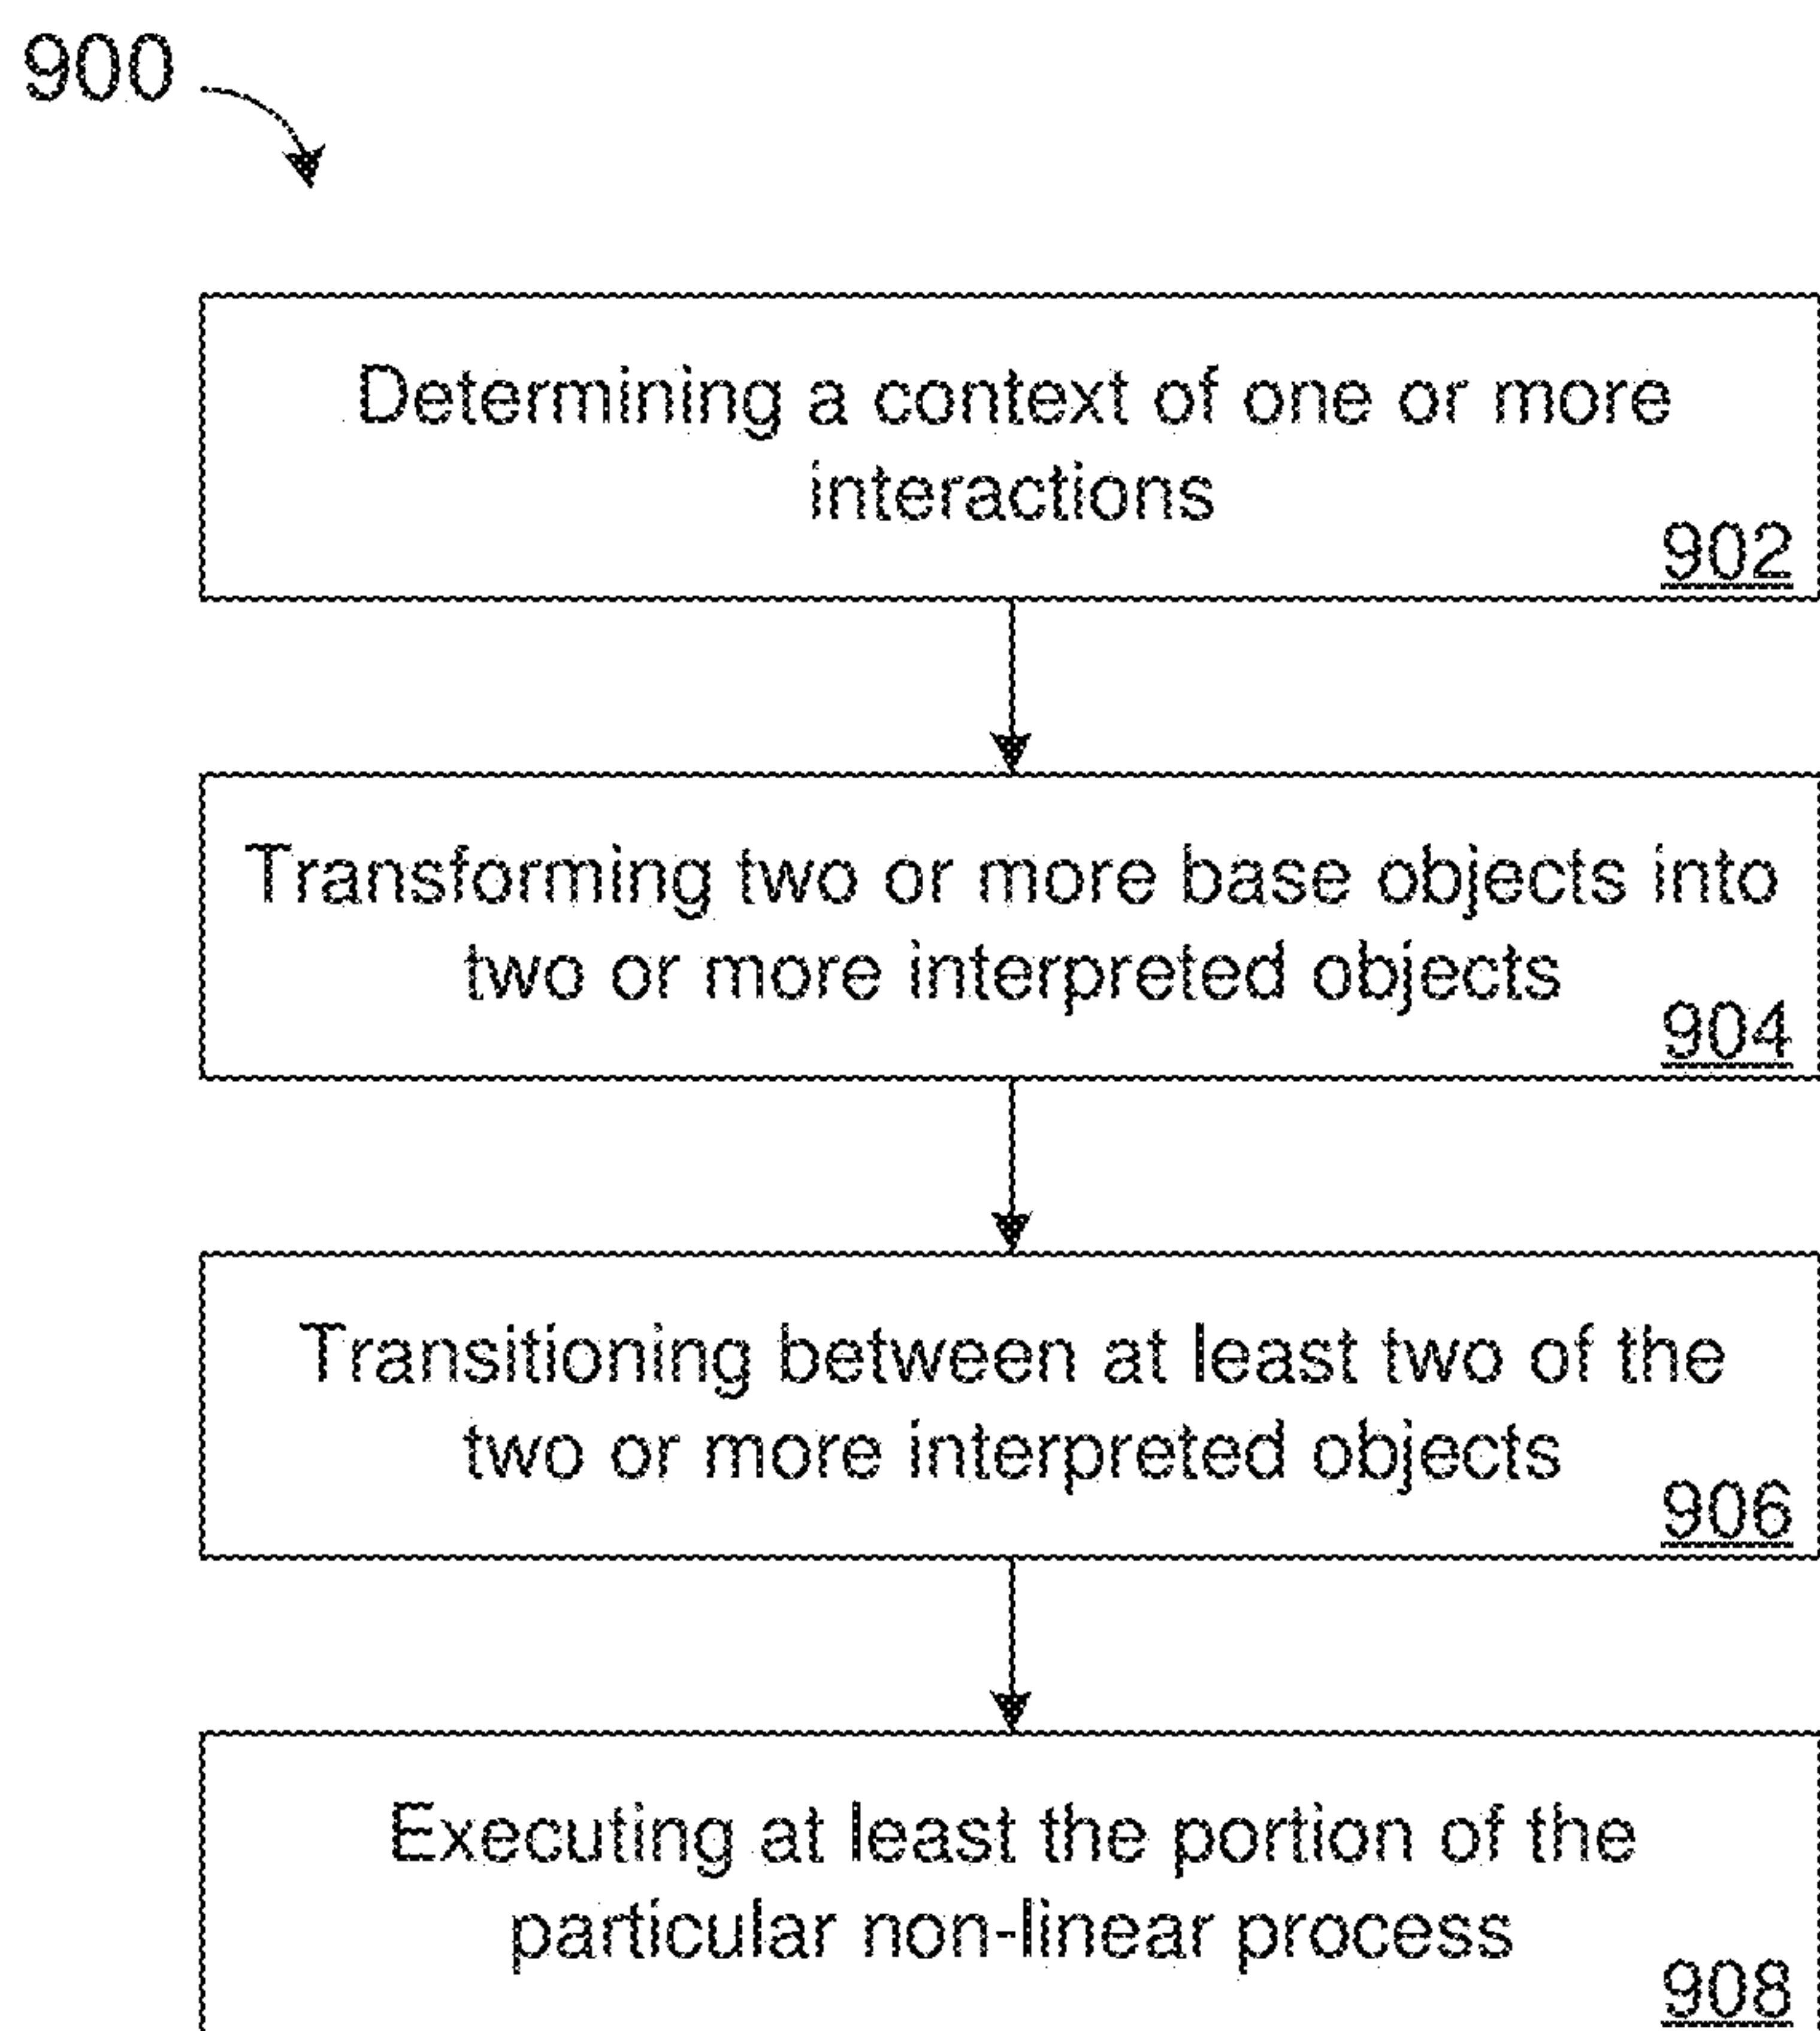 900
Determining a context of one or more
interactions
902
Transforming two or more base objects into
two or more interpreted objects
904
Transitioning between at least two of the
two or more interpreted objects
906
Executing at least the portion of the
particular non-linear process
908